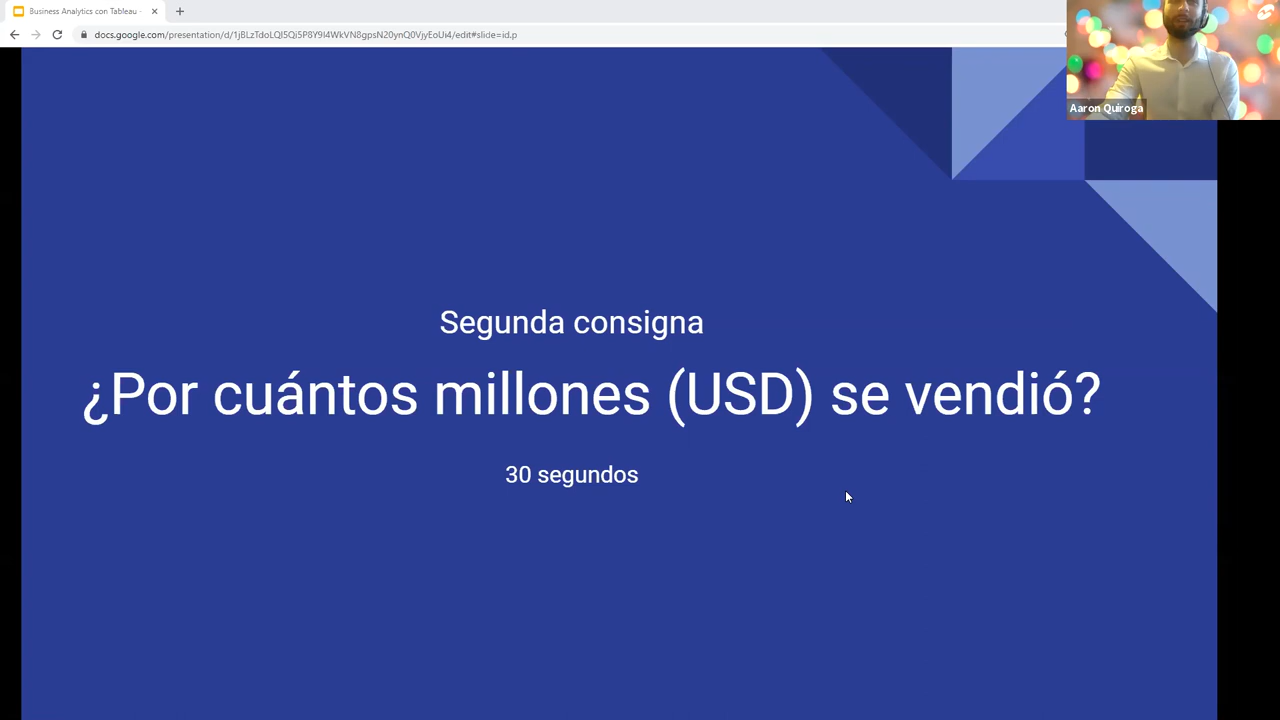 Business Analytics con Tableau -
docs.google.com/presentation/d/1jBLzTdoLQI5Qi5P8Y9I4WkVN8gpsN20ynQ0VjyEoUi4/edit#slide=id.p
Aaron Quiroga
Segunda consigna
¿Por cuántos millones (USD) se vendió?
30 segundos